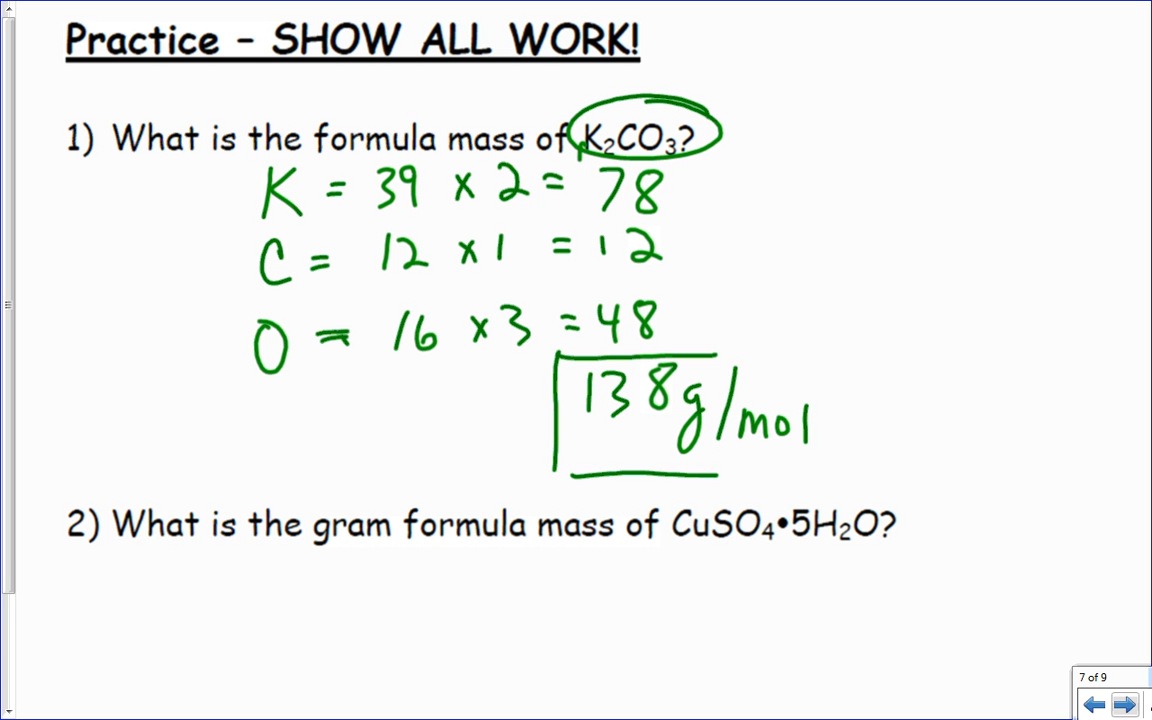 Practice - SHOW ALL WORK!
1) What is the formula mass of K₂CO₃?
K = 39 x 2 = 78
C = 12 x 1 = 12
O = 16 x 3 = 48
138g/mol
2) What is the gram formula mass of CuSO₄•5H₂O?
7 of 9